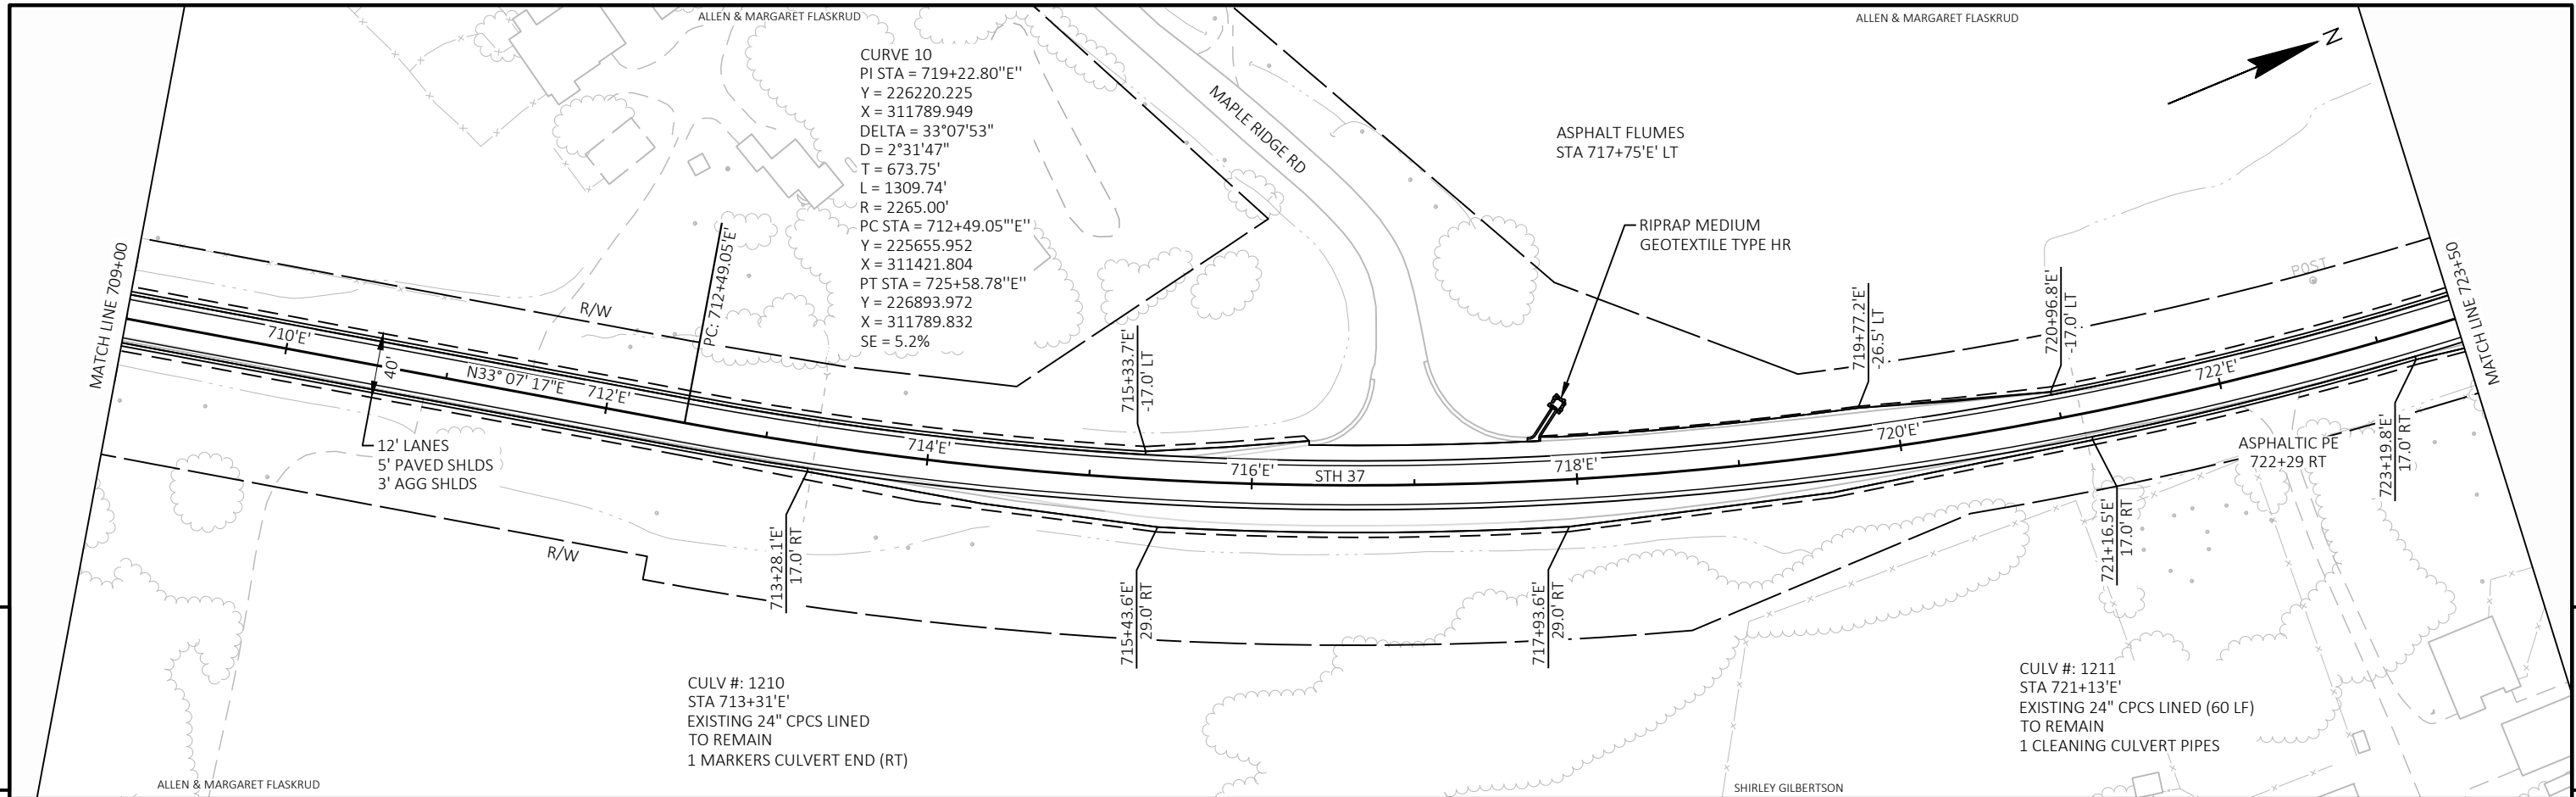 ALLEN & MARGARET FLASKRUD
ALLEN & MARGARET FLASKRUD
N
CURVE 10
PI STA = 719+22.80"E"
Y = 226220.225
X = 311789.949
DELTA = 33°07'53"
D = 2°31'47"
T = 673.75'
L = 1309.74'
R = 2265.00'
PC STA = 712+49.05"'E"
Y = 225655.952
X = 311421.804
PT STA = 725+58.78"E"
Y = 226893.972
X = 311789.832
SE = 5.2%
MAPLE RIDGE RD
ASPHALT FLUMES
STA 717+75'E' LT
RIPRAP MEDIUM
GEOTEXTILE TYPE HR
MATCH LINE 709+00
R/W
PC: 712+49.05'E'
715+33.7'E'
-17.0' LT
719+77.2'E'
-26.5' LT
720+96.8'E'
-17.0' LT
POST
MATCH LINE 723+50
710'E'
40'
N33° 07' 17"E
712'E'
714'E'
716'E'
STH 37
718'E'
720'E'
722'E'
12' LANES
5' PAVED SHLDS
3' AGG SHLDS
ASPHALTIC PE
722+29 RT
723+19.8'E'
17.0' RT
R/W
713+28.1'E'
17.0' RT
715+43.6'E'
29.0' RT
717+93.6'E'
29.0' RT
721+16.5'E'
17.0' RT
CULV #: 1210
STA 713+31'E'
EXISTING 24" CPCS LINED
TO REMAIN
1 MARKERS CULVERT END (RT)
CULV #: 1211
STA 721+13'E'
EXISTING 24" CPCS LINED (60 LF)
TO REMAIN
1 CLEANING CULVERT PIPES
ALLEN & MARGARET FLASKRUD
SHIRLEY GILBERTSON